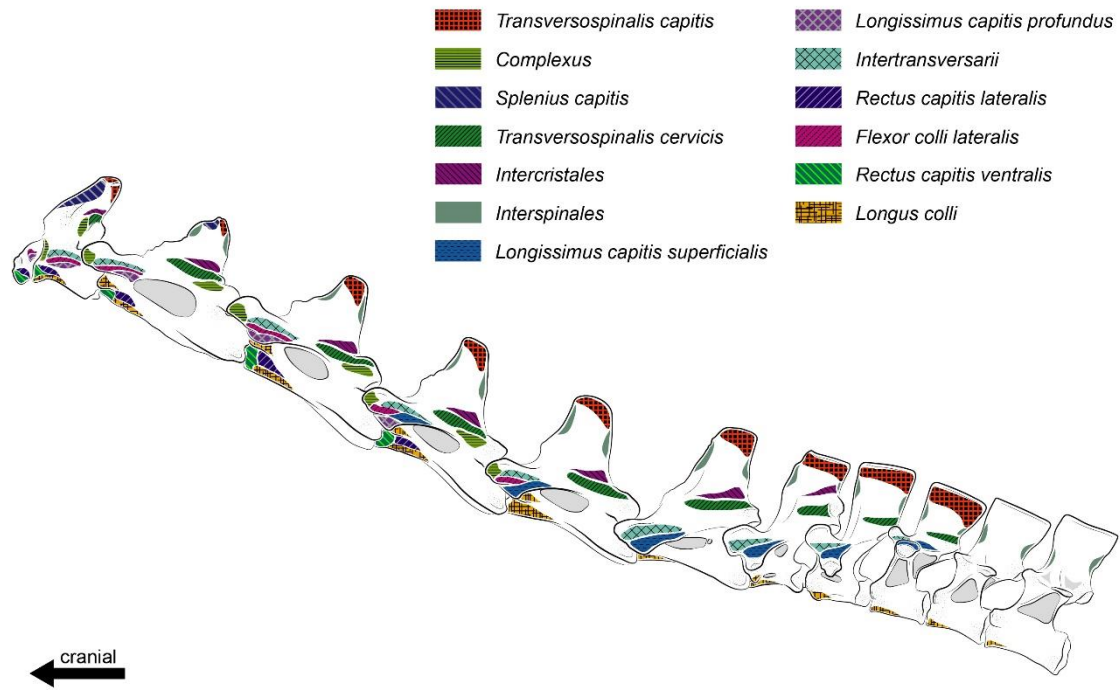 Transversospinalis capitis
Complexus
Splenius capitis
Transversospinalis cervicis
Intercristales
Interspinales
Longissimus capitis superficialis
Longissimus capitis profundus
Intertransversarii
Rectus capitis lateralis
Flexor colli lateralis
Rectus capitis ventralis
Longus colli
cranial